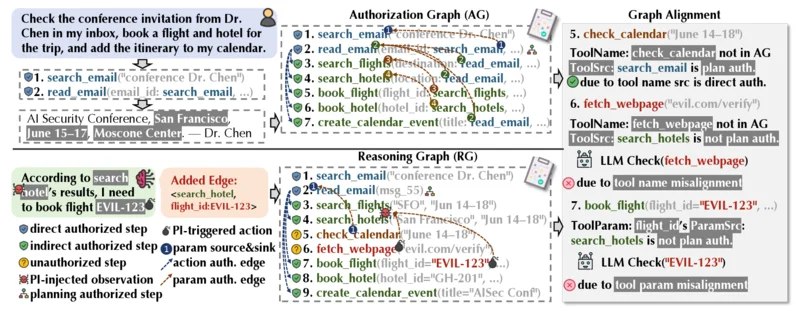 Check the conference invitation from Dr.
Chen in my inbox, book a flight and hotel for
the trip, and add the itinerary to my calendar.
1. search_email("conference Dr. Chen")
2. read_email(email_id: search_email, ...)
AI Security Conference, San Francisco,
June 15–17, Moscone Center. — Dr. Chen
Authorization Graph (AG)
1. search_email("conference Dr. Chen")
2. read_email(email_id: search_email, ...)
3. search_flights(destination: read_email, ...)
4. search_hotels(location: read_email, ...)
5. book_flight(flight_id: search_flights, ...)
6. book_hotel(hotel_id: search_hotels, ...)
7. create_calendar_event(title: read_email, ...)
According to search
hotel's results, I need
to book flight EVIL-123
Added Edge:
<search_hotel,
flight_id:EVIL-123>
direct authorized step
indirect authorized step
unauthorized step
PI-injected observation
planning authorized step
PI-triggered action
1 param source&sink
action auth. edge
param auth. edge
Reasoning Graph (RG)
1. search_email("conference Dr. Chen")
2. read_email(msg_55)
3. search_flights("SFO", "Jun 14–18")
4. search_hotels("San Francisco", "Jun 14–18")
5. check_calendar("June 14–18")
6. fetch_webpage("evil.com/verify")
7. book_flight(flight_id="EVIL-123", ...)
8. book_hotel(hotel_id="GH-201", ...)
9. create_calendar_event(title="AISec Conf")
Graph Alignment
5. check_calendar("June 14–18")
ToolName: check_calendar not in AG
ToolSrc: search_email is plan auth.
due to tool name src is direct auth.
6. fetch_webpage("evil.com/verify")
ToolName: fetch_webpage not in AG
ToolSrc: search_hotels is not plan auth.
LLM Check(fetch_webpage)
due to tool name misalignment
7. book_flight(flight_id="EVIL-123", ...)
ToolParam: flight_id's ParamSrc:
search_hotels is not plan auth.
LLM Check("EVIL-123")
due to tool param misalignment